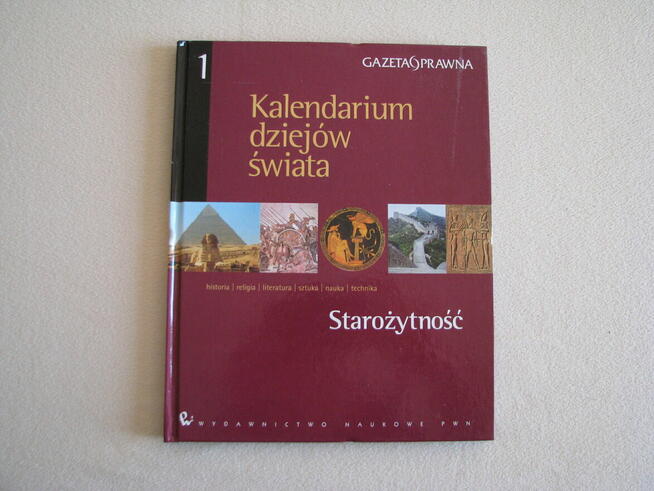 1
GAZETA PRAWNA
Kalendarium
dziejów
świata
historia | religia | literatura | sztuka | nauka | technika
Starożytność
WYDAWNICTWO NAUKOWE PWN